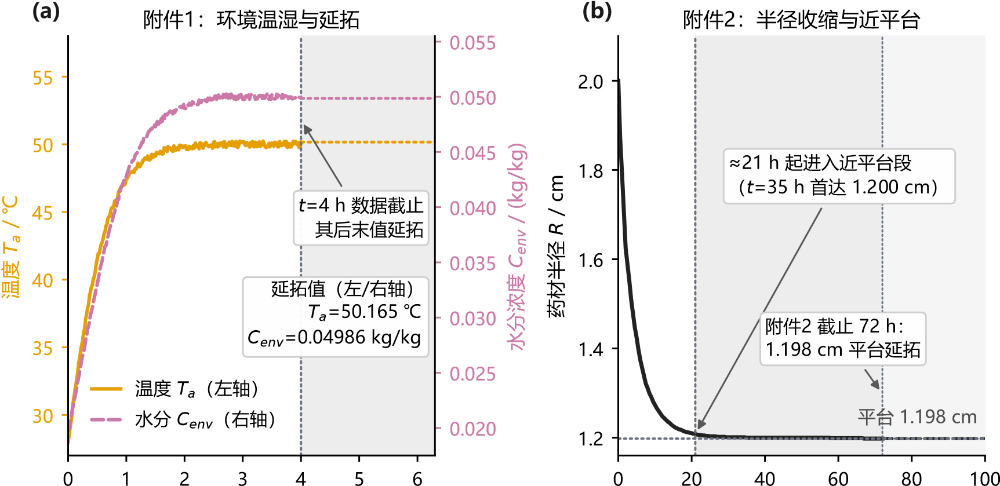 (a)
附件1：环境温湿与延拓
55
50
45
40
35
30
温度 Ta / °C
0.055
0.050
0.045
0.040
0.035
0.030
0.025
0.020
水分浓度 Cenv / (kg/kg)
t=4 h 数据截止
其后末值延拓
延拓值（左/右轴）
Ta=50.165 °C
Cenv=0.04986 kg/kg
温度 Ta（左轴）
水分 Cenv（右轴）
0 1 2 3 4 5 6
(b)
附件2：半径收缩与近平台
2.0
1.8
1.6
1.4
1.2
药材半径 R / cm
≈21 h 起进入近平台段
（t=35 h 首达 1.200 cm）
附件2 截止 72 h：
1.198 cm 平台延拓
平台 1.198 cm
0 20 40 60 80 100